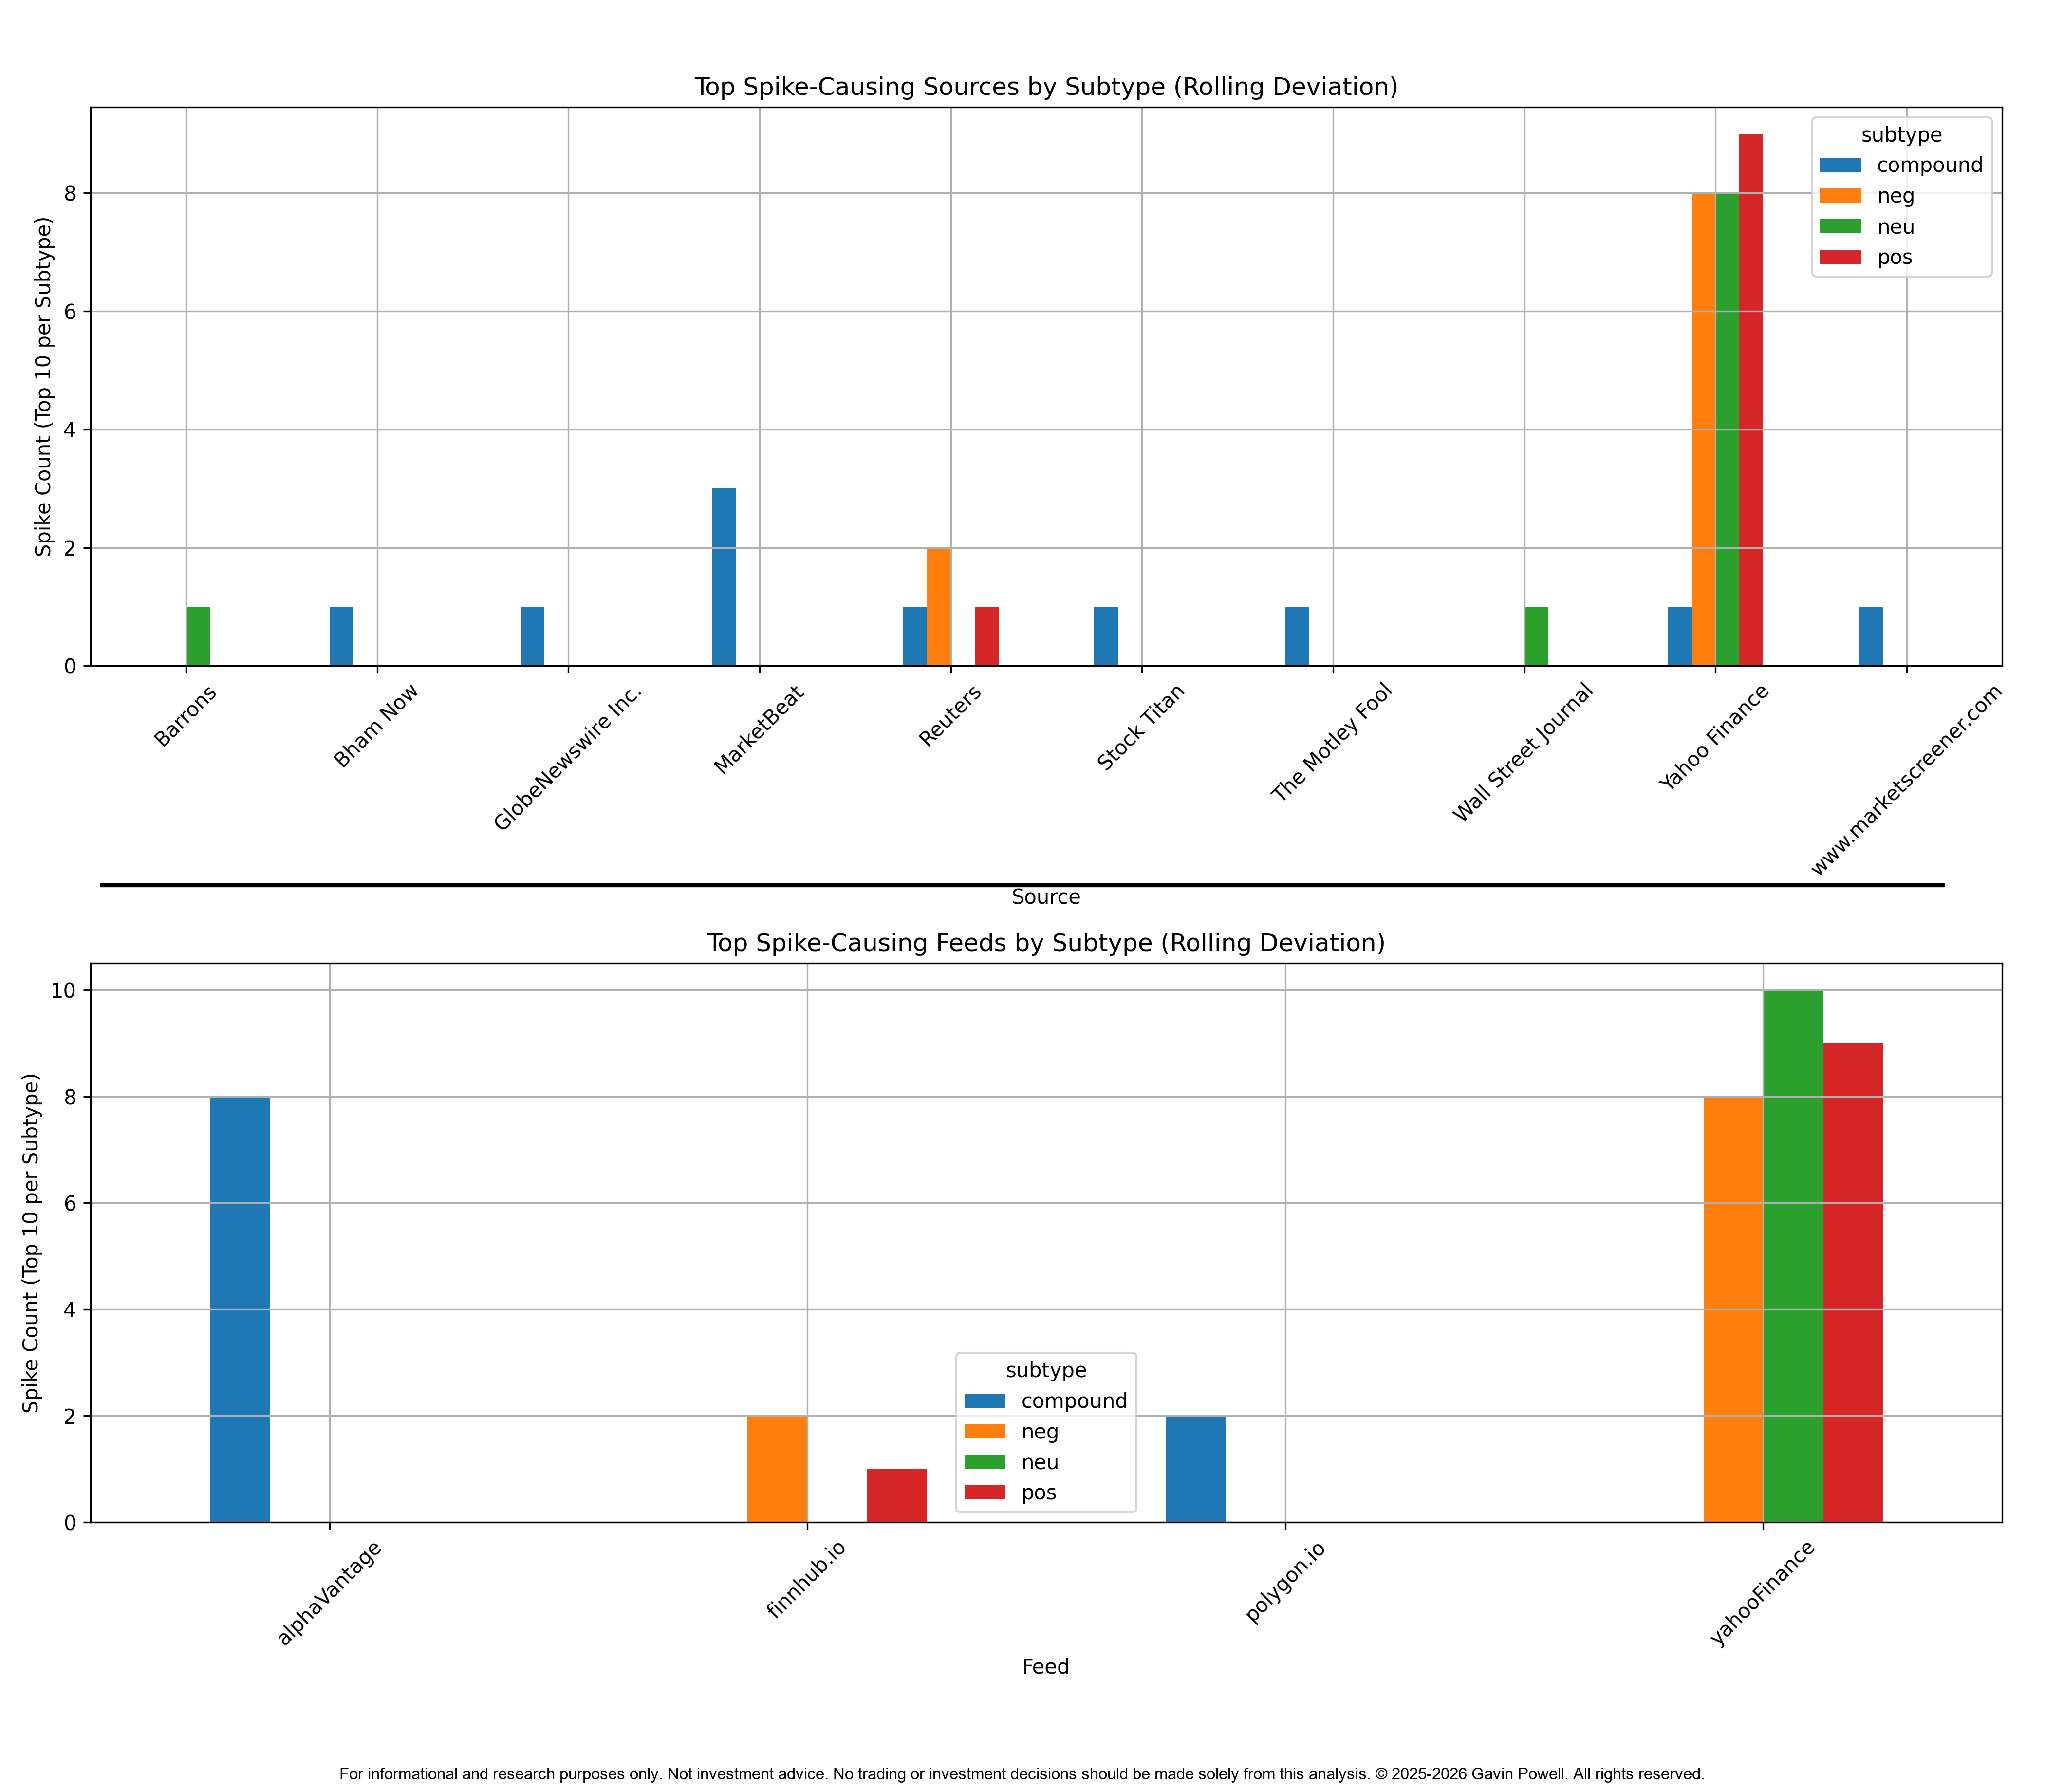 Top Spike-Causing Sources by Subtype (Rolling Deviation)
Spike Count (Top 10 per Subtype)
8
6
4
2
0
subtype
compound
neg
neu
pos
Barrons
Bham Now
GlobeNewswire Inc.
MarketBeat
Reuters
Stock Titan
The Motley Fool
Wall Street Journal
Yahoo Finance
www.marketscreener.com
Source
Top Spike-Causing Feeds by Subtype (Rolling Deviation)
Spike Count (Top 10 per Subtype)
10
8
6
4
2
0
subtype
compound
neg
neu
pos
alphaVantage
finnhub.io
polygon.io
yahooFinance
Feed
For informational and research purposes only. Not investment advice. No trading or investment decisions should be made solely from this analysis. © 2025-2026 Gavin Powell. All rights reserved.